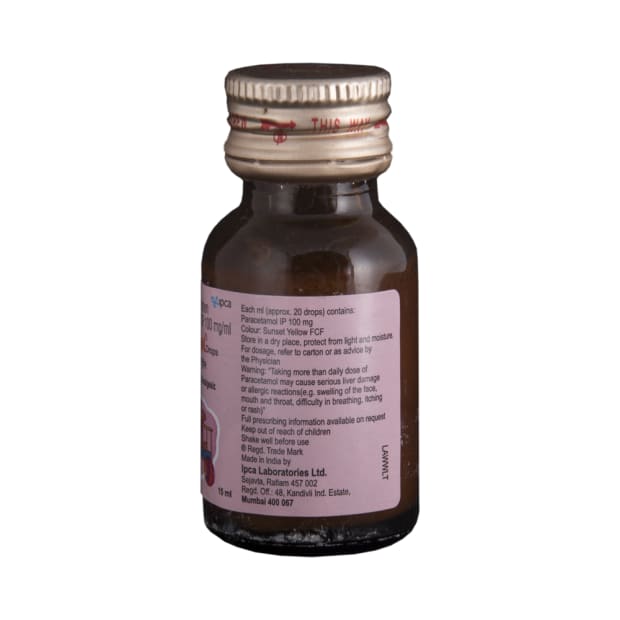 THIS WAY
ipca
100 mg/ml
Drops
15 ml
Each ml (approx. 20 drops) contains:
Paracetamol IP 100 mg
Colour: Sunset Yellow FCF
Store in a dry place, protect from light and moisture.
For dosage, refer to carton or as advice by
the Physician
Warning: "Taking more than daily dose of
Paracetamol may cause serious liver damage
or allergic reactions(e.g. swelling of the face,
mouth and throat, difficulty in breathing, itching
or rash)"
Full prescribing information available on request
Keep out of reach of children
Shake well before use
® Regd. Trade Mark
Made in India by
Ipca Laboratories Ltd.
Sejavta, Ratlam 457 002
Regd. Off.: 48, Kandivli Ind. Estate,
Mumbai 400 067
LAWWLT